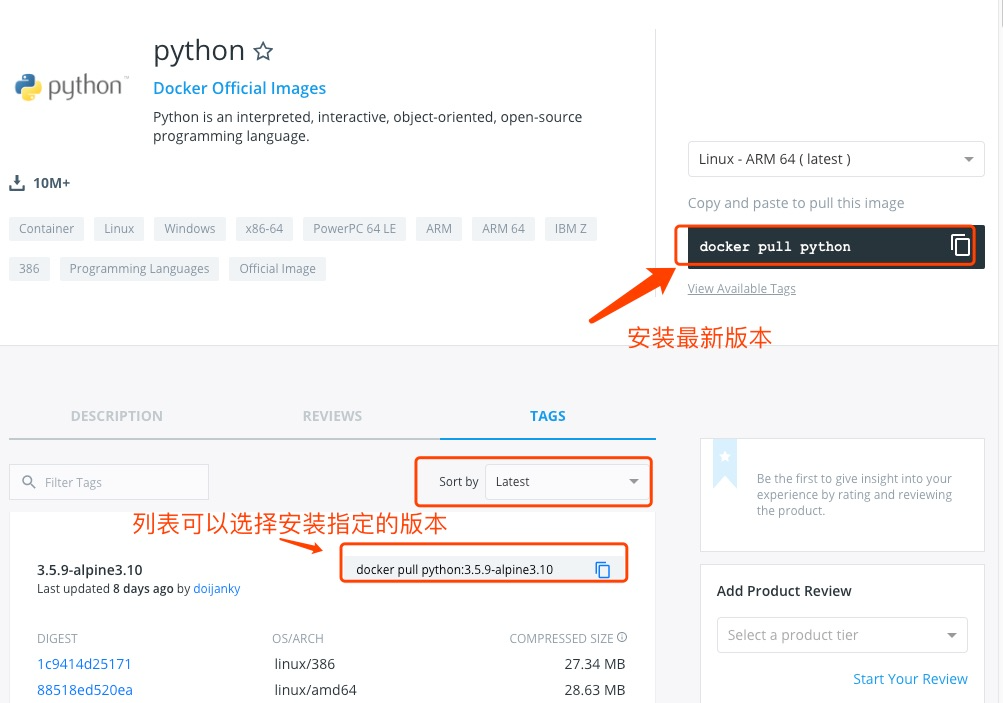 python
python™
Docker Official Images
Python is an interpreted, interactive, object-oriented, open-source
programming language.
10M+
Container Linux Windows x86-64 PowerPC 64 LE ARM ARM 64 IBM Z
386 Programming Languages Official Image
Linux - ARM 64 ( latest )
Copy and paste to pull this image
docker pull python
View Available Tags
安装最新版本
DESCRIPTION REVIEWS TAGS
Filter Tags
Sort by Latest
列表可以选择安装指定的版本
3.5.9-alpine3.10
docker pull python:3.5.9-alpine3.10
Last updated 8 days ago by doijanky
DIGEST OS/ARCH COMPRESSED SIZE
1c9414d25171 linux/386 27.34 MB
88518ed520ea linux/amd64 28.63 MB
Be the first to give insight into your
experience by rating and reviewing
the product.
Add Product Review
Select a product tier
Start Your Review